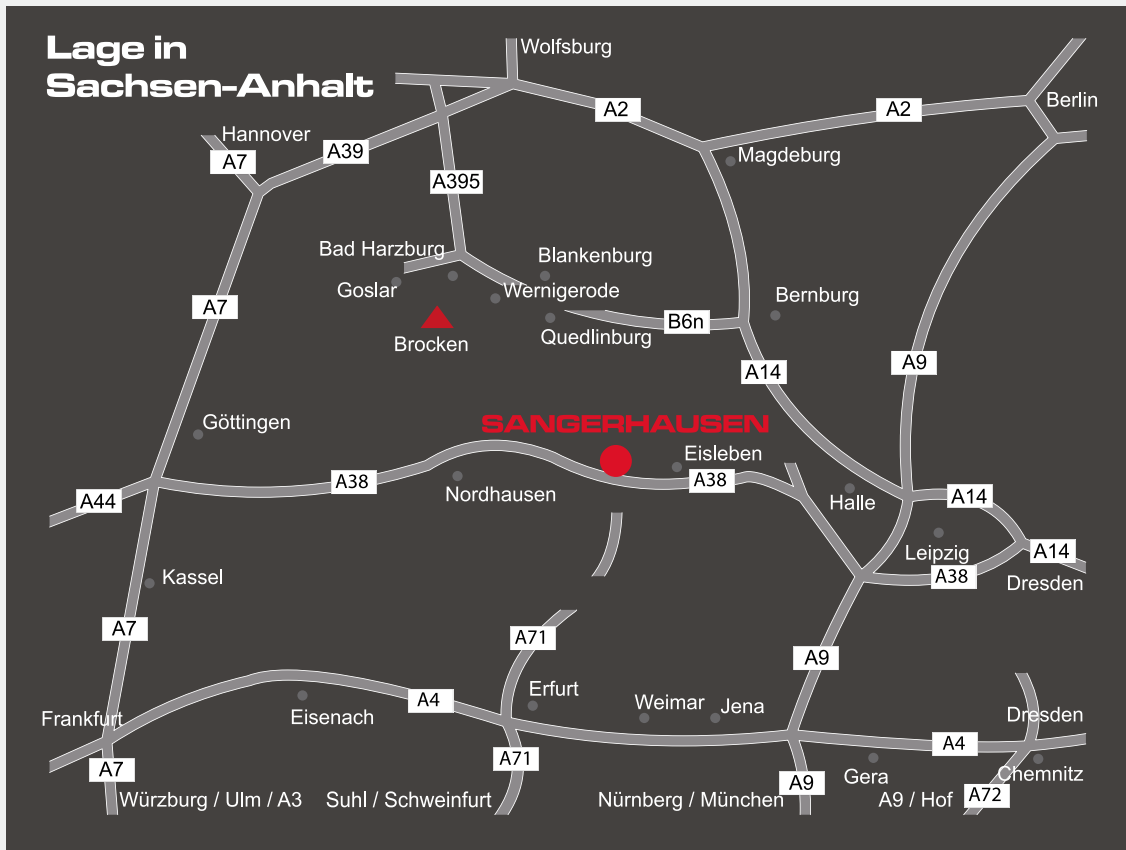 Lage in
Sachsen-Anhalt
Wolfsburg
Berlin
A2
A2
Hannover
A7
A39
Magdeburg
A395
Bad Harzburg
Blankenburg
Goslar
Wernigerode
Bernburg
A7
B6n
Brocken
Quedlinburg
A14
A9
Göttingen
SANGERHAUSEN
Eisleben
A38
A38
A44
Nordhausen
Halle
A14
Leipzig
A14
Kassel
A38
Dresden
A7
A71
A9
Erfurt
A4
Weimar
Jena
Eisenach
Frankfurt
Dresden
A4
A7
A71
Gera
Chemnitz
A9
A72
Würzburg / Ulm / A3
Suhl / Schweinfurt
Nürnberg / München
A9 / Hof